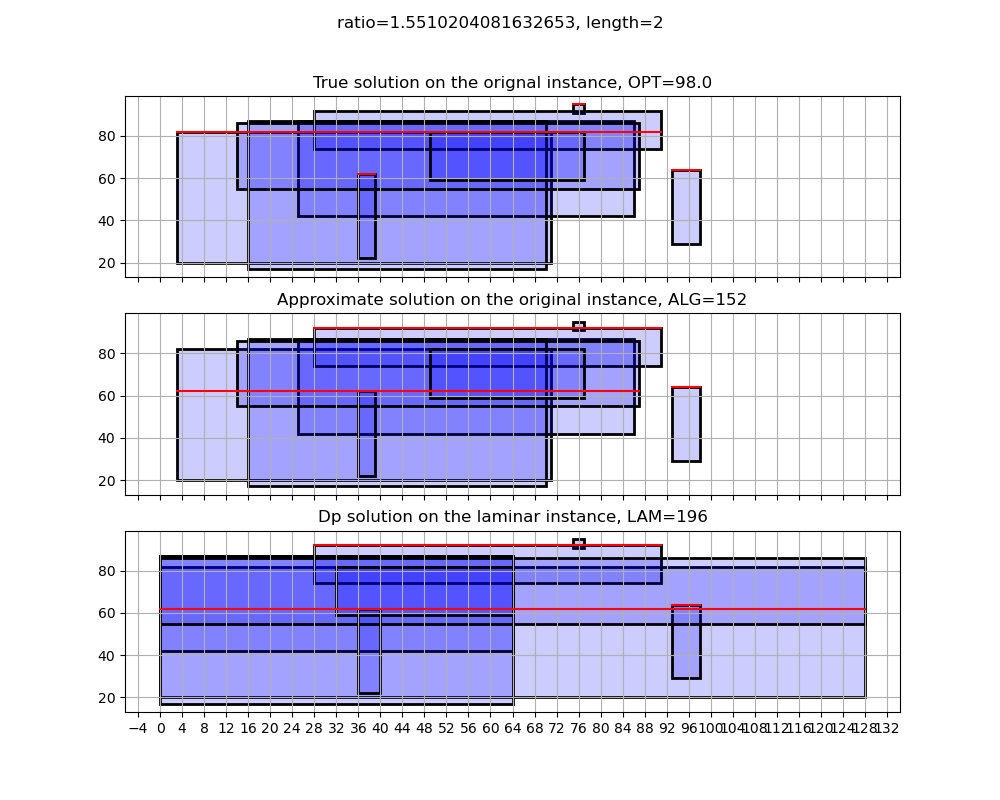 ratio=1.5510204081632653, length=2
True solution on the orignal instance, OPT=98.0
80
60
40
20
Approximate solution on the original instance, ALG=152
80
60
40
20
Dp solution on the laminar instance, LAM=196
80
60
40
20
−4 0 4 8 12 16 20 24 28 32 36 40 44 48 52 56 60 64 68 72 76 80 84 88 92 96 100 104 108 112 116 120 124 128 132